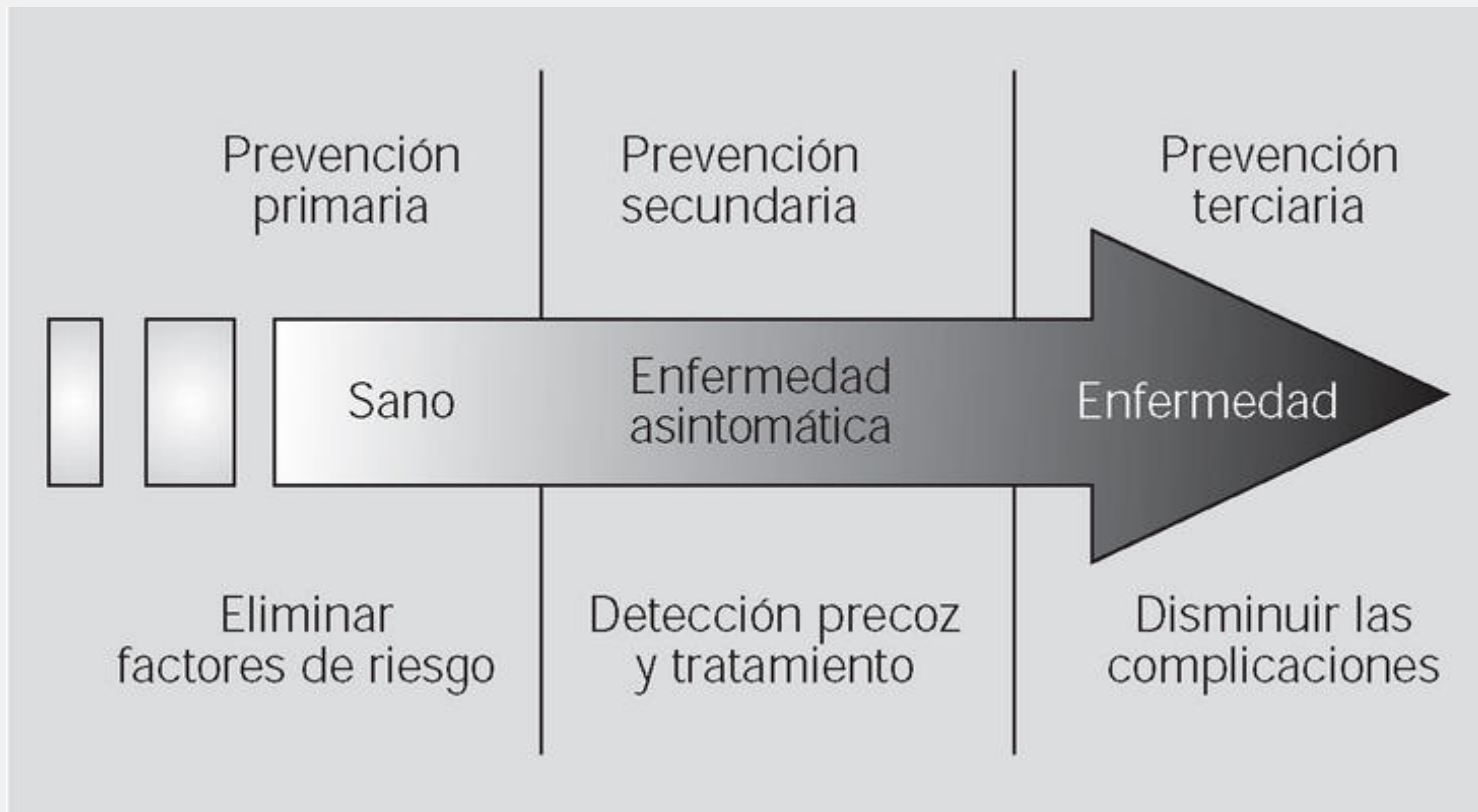 Prevención
primaria
Prevención
secundaria
Prevención
terciaria
Sano
Enfermedad
asintomática
Enfermedad
Eliminar
factores de riesgo
Detección precoz
y tratamiento
Disminuir las
complicaciones